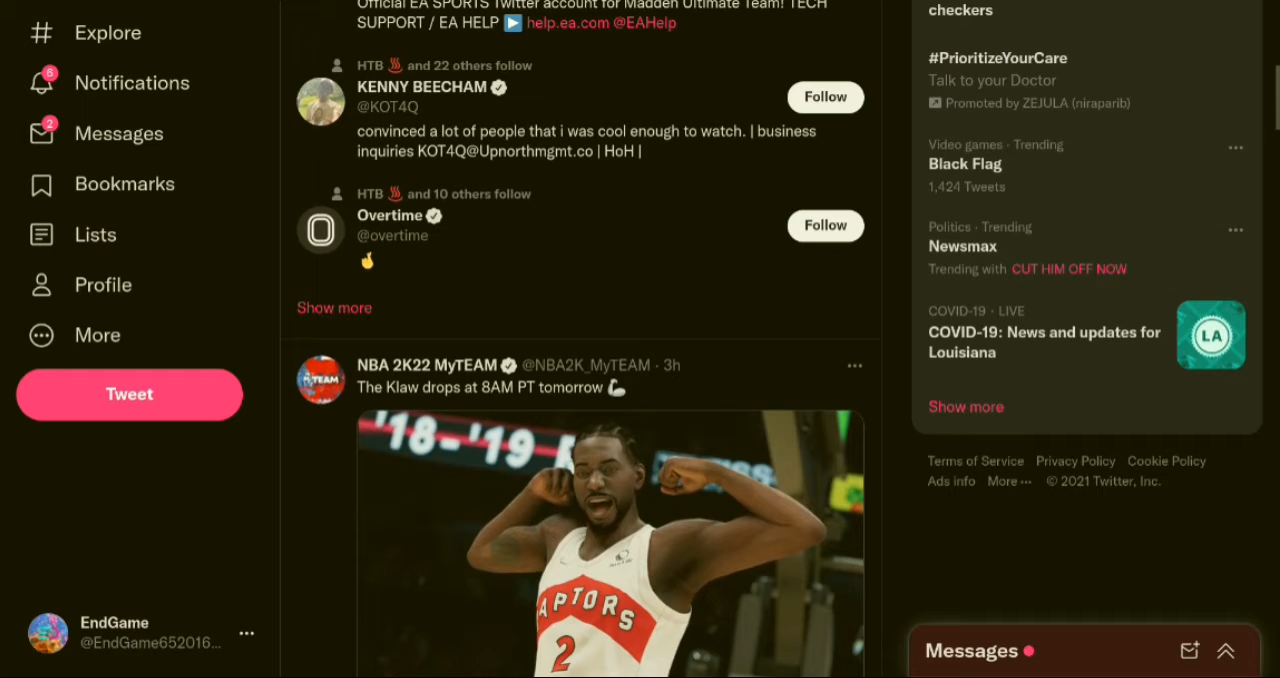 Explore
6
Notifications
2
Messages
Bookmarks
Lists
Profile
More
Tweet
EndGame
@EndGame652016...
Official EA SPORTS Twitter account for Madden Ultimate Team! TECH
SUPPORT / EA HELP ▶️ help.ea.com @EAHelp
HTB ♨️ and 22 others follow
KENNY BEECHAM
@KOT4Q
Follow
convinced a lot of people that i was cool enough to watch. | business
inquiries KOT4Q@Upnorthmgmt.co | HoH |
HTB ♨️ and 10 others follow
Overtime
@overtime
Follow
Show more
NBA 2K22 MyTEAM @NBA2K_MyTEAM · 3h
The Klaw drops at 8AM PT tomorrow 💪
TEAM
'18-'19
RAPTORS
2
checkers
#PrioritizeYourCare
Talk to your Doctor
Promoted by ZEJULA (niraparib)
Video games · Trending
Black Flag
1,424 Tweets
Politics · Trending
Newsmax
Trending with CUT HIM OFF NOW
COVID-19 · LIVE
COVID-19: News and updates for
Louisiana
LA
Show more
Terms of Service Privacy Policy Cookie Policy
Ads info More ··· © 2021 Twitter, Inc.
Messages